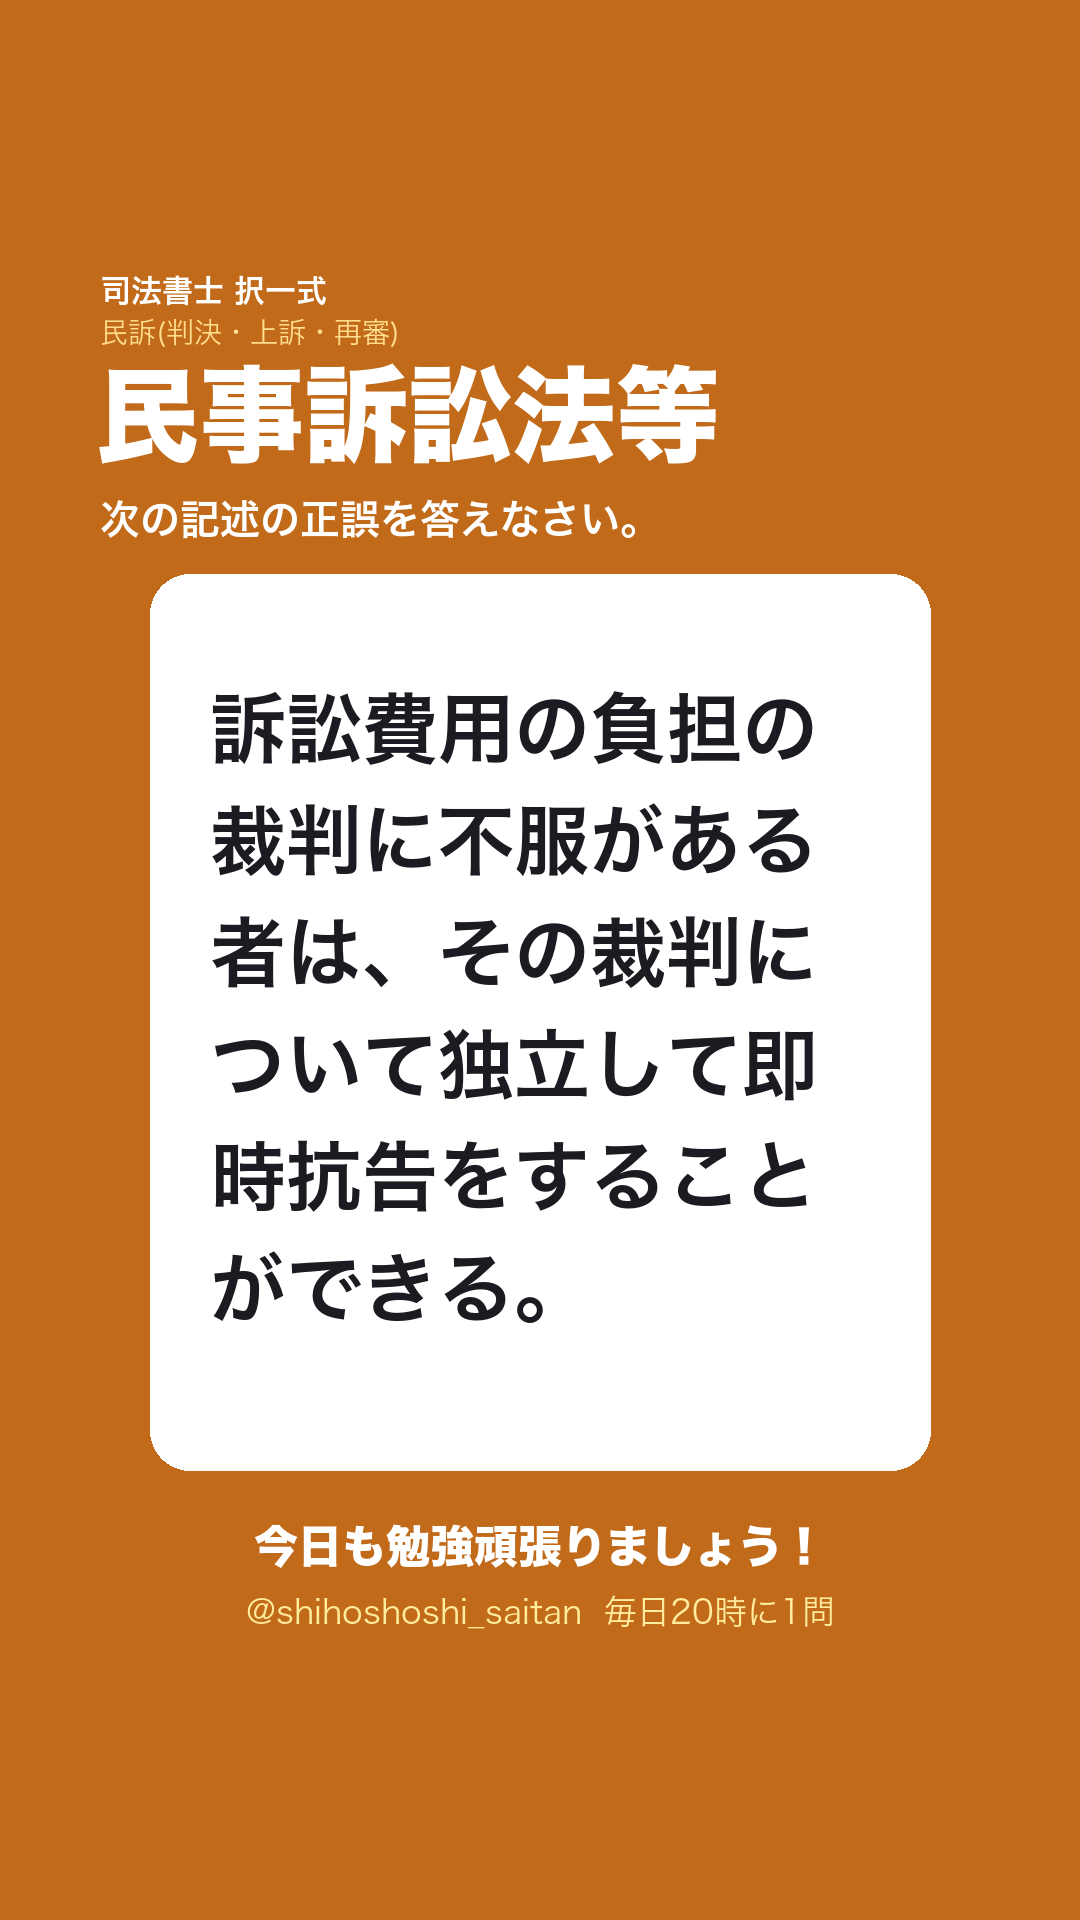 司法書士 択一式
民訴(判決・上訴・再審)
民事訴訟法等
次の記述の正誤を答えなさい。
訴訟費用の負担の
裁判に不服がある
者は、その裁判に
ついて独立して即
時抗告をすること
ができる。
今日も勉強頑張りましょう！
@shihoshoshi_saitan 毎日20時に1問